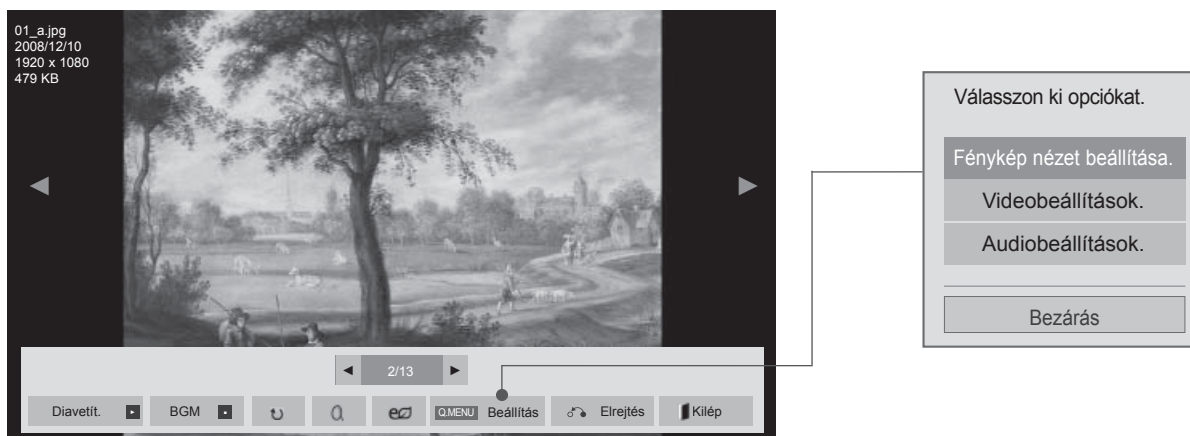 01_a.jpg
2008/12/10
1920 x 1080
479 KB
◄ ►
◄ 2/13 ►
Diavetít. BGM Q.MENU Beállítás Elrejtés Kilép
Válasszon ki opciókat.
Fénykép nézet beállítása.
Videobeállítások.
Audiobeállítások.
Bezárás